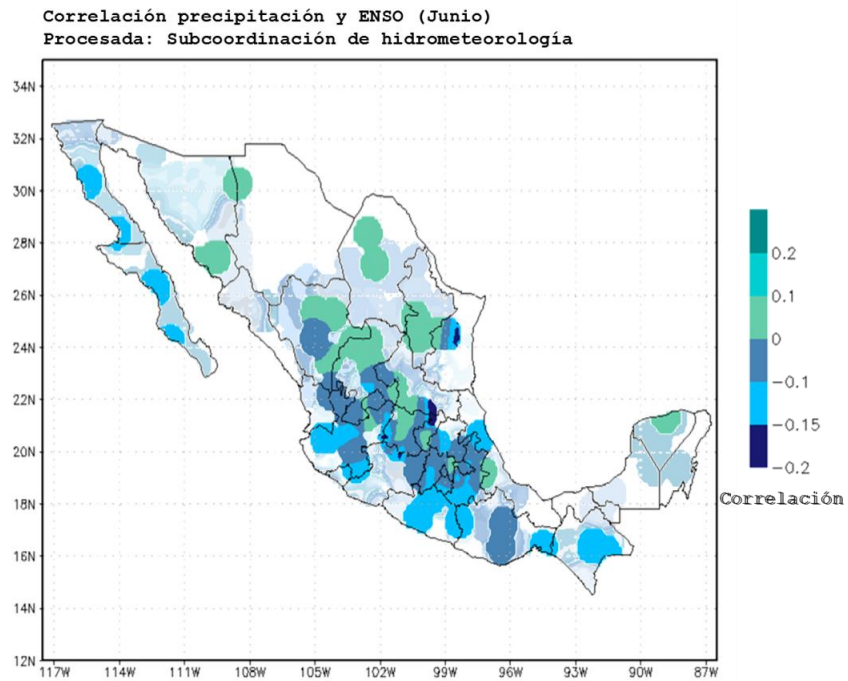 Correlación precipitación y ENSO (Junio)
Procesada: Subcoordinación de hidrometeorología
34N
32N
30N
28N
26N
24N
22N
20N
18N
16N
14N
12N
117W 114W 111W 108W 105W 102W 99W 96W 93W 90W 87W
0.2
0.1
0
-0.1
-0.15
-0.2
Correlación